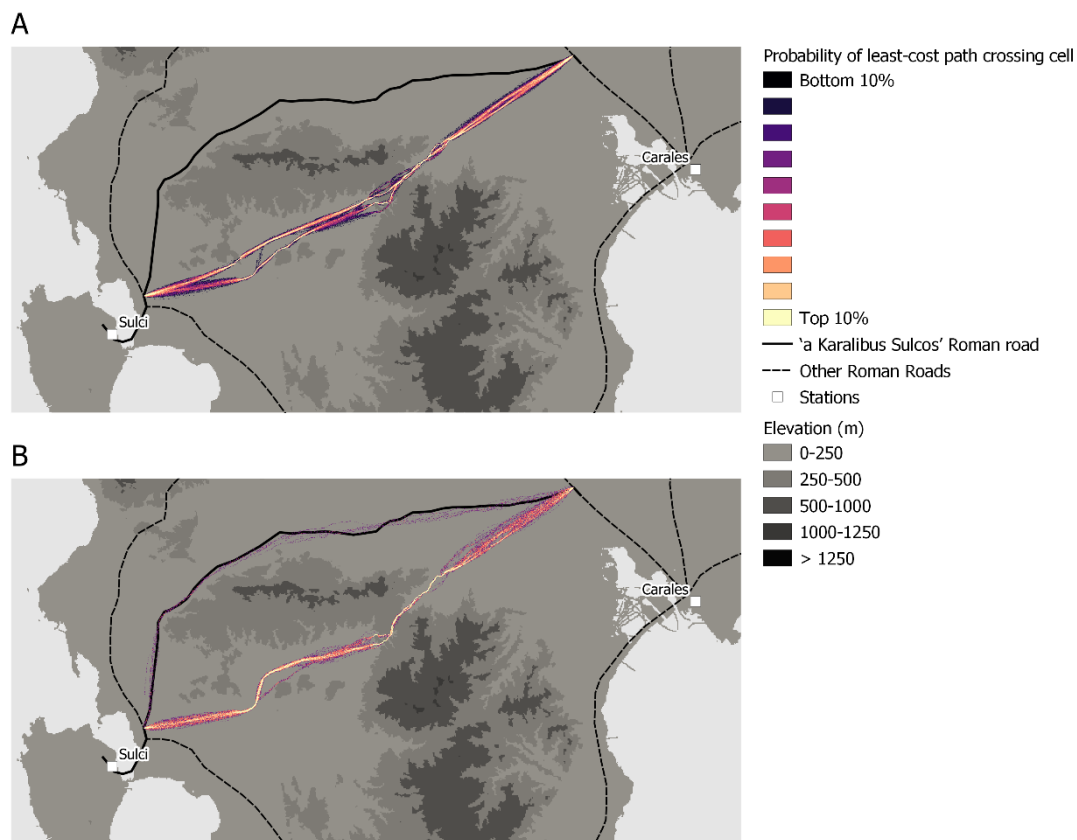 A
Carales
Sulci
B
Carales
Sulci
Probability of least-cost path crossing cell
Bottom 10%
Top 10%
‘a Karalibus Sulcos’ Roman road
Other Roman Roads
Stations
Elevation (m)
0-250
250-500
500-1000
1000-1250
> 1250